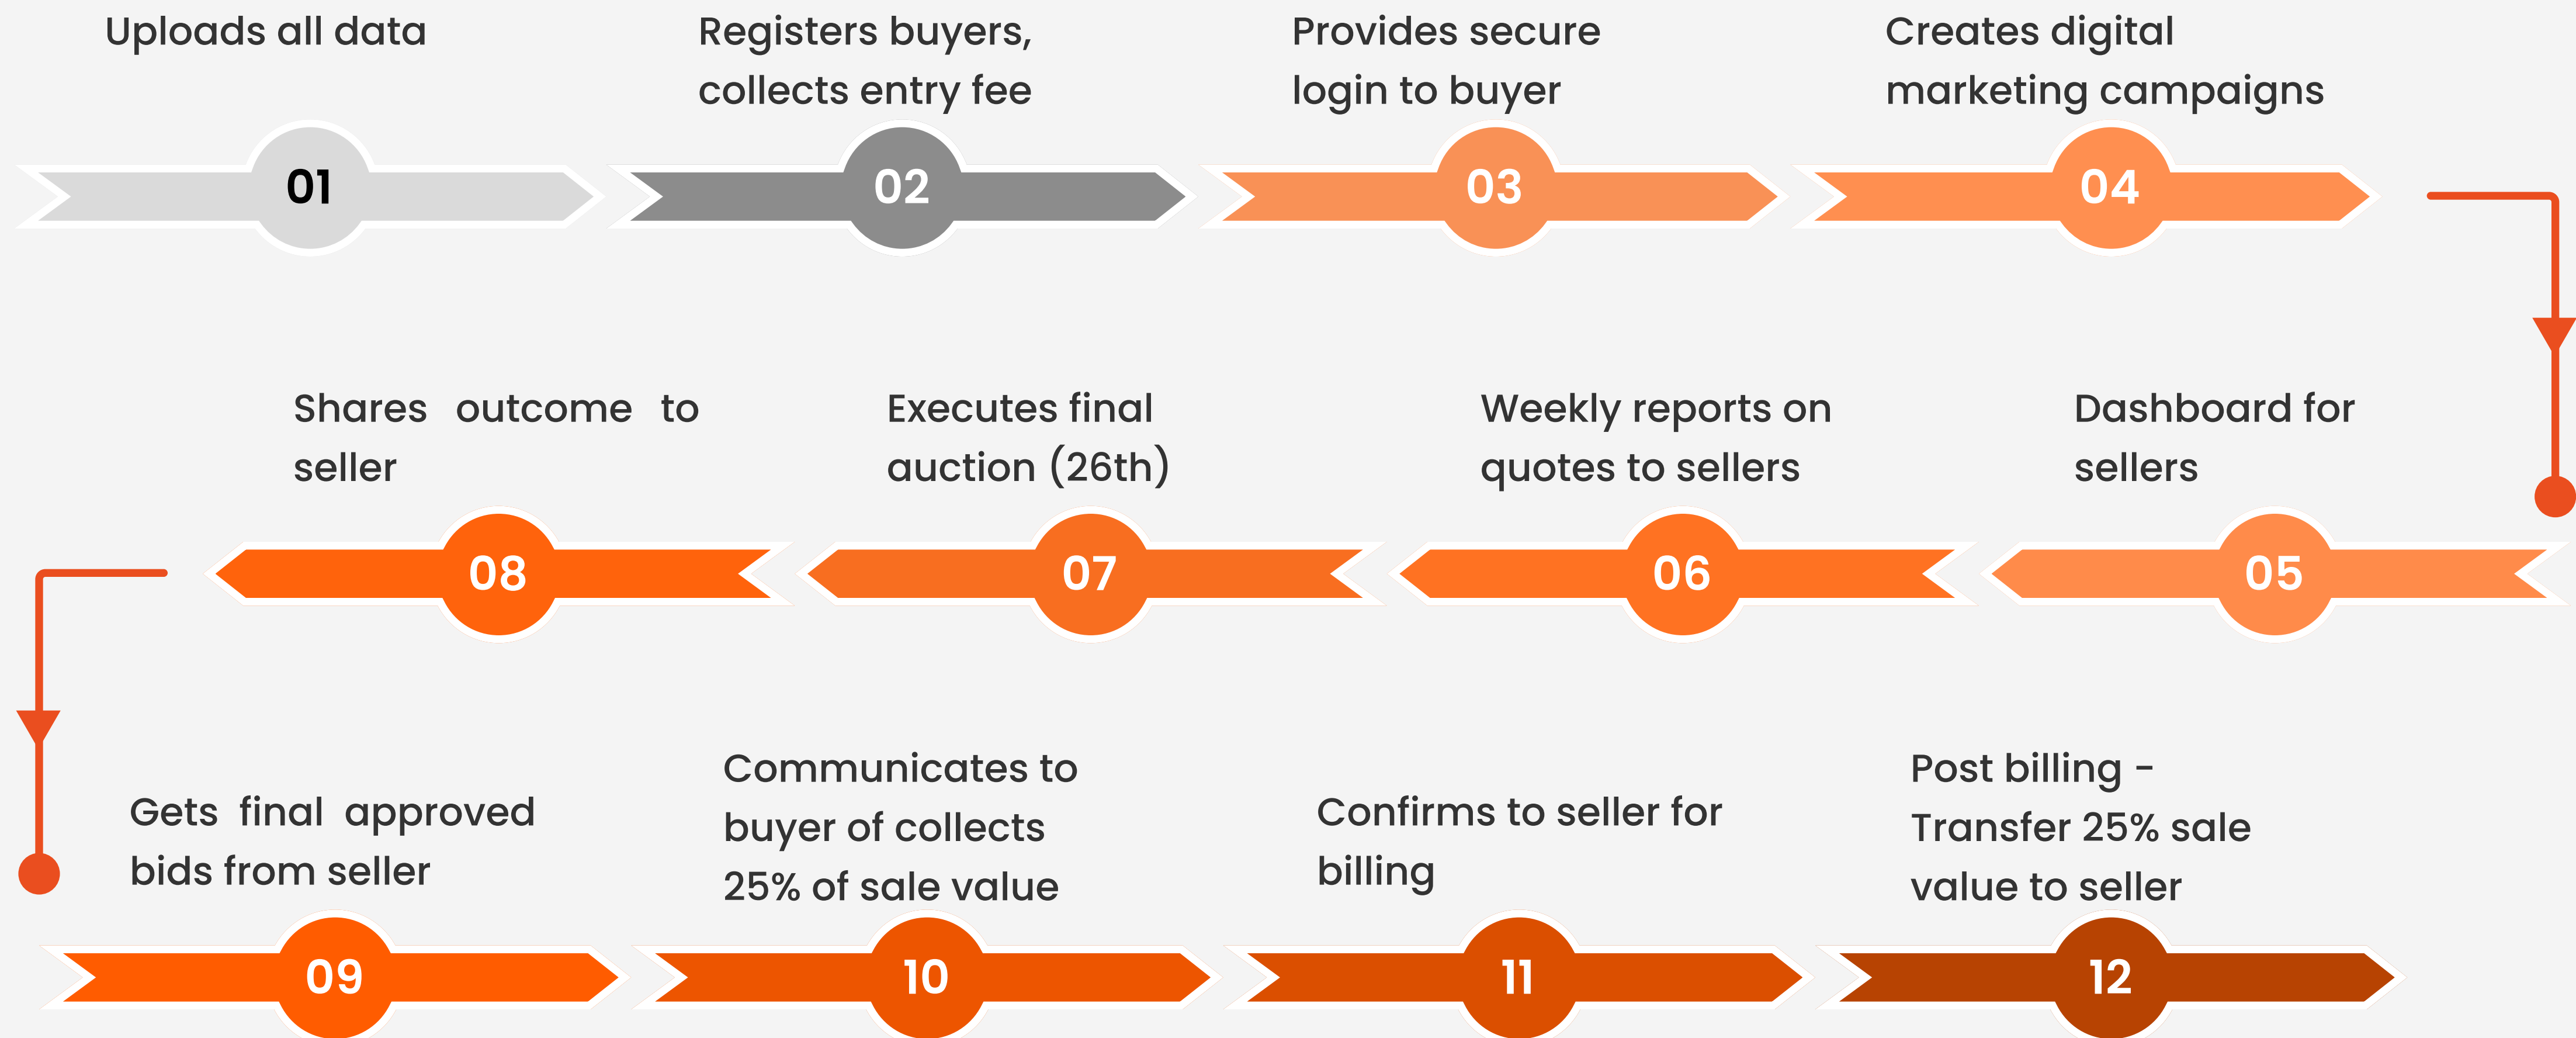 Uploads all data
01
Registers buyers,
collects entry fee
02
Provides secure
login to buyer
03
Creates digital
marketing campaigns
04
Dashboard for
sellers
05
Weekly reports on
quotes to sellers
06
Executes final
auction (26th)
07
Shares outcome to
seller
08
Gets final approved
bids from seller
09
Communicates to
buyer of collects
25% of sale value
10
Confirms to seller for
billing
11
Post billing -
Transfer 25% sale
value to seller
12